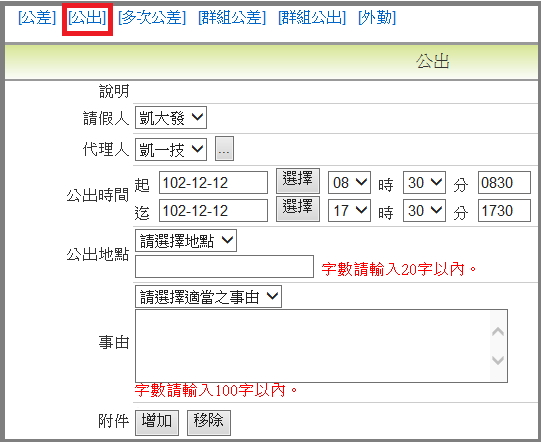 [公差] [公出] [多次公差] [群組公差] [群組公出] [外勤]
公出
說明
請假人 凱大發
代理人 凱一技 ...
公出時間 起 102-12-12 選擇 08 時 30 分 0830
迄 102-12-12 選擇 17 時 30 分 1730
公出地點 請選擇地點
字數請輸入20字以內。
請選擇適當之事由
事由
字數請輸入100字以內。
附件 增加 移除